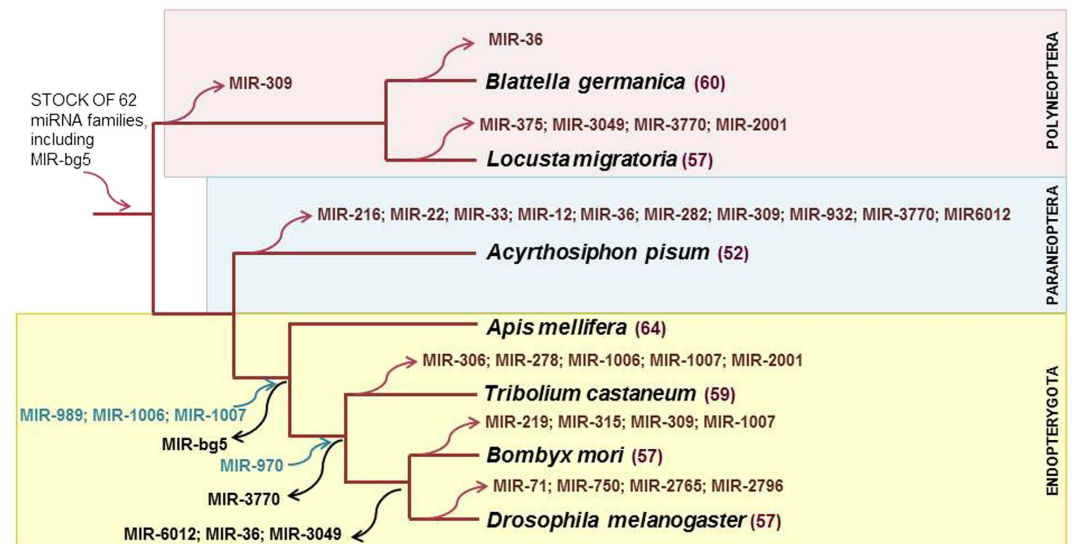 MIR-36
POLYNEOPTERA
Blattella germanica (60)
MIR-309
STOCK OF 62
miRNA families,
including
MIR-bg5
MIR-375; MIR-3049; MIR-3770; MIR-2001
Locusta migratoria (57)
PARANEOPTERA
MIR-216; MIR-22; MIR-33; MIR-12; MIR-36; MIR-282; MIR-309; MIR-932; MIR-3770; MIR6012
Acyrthosiphon pisum (52)
ENDOPTERYGOTA
Apis mellifera (64)
MIR-306; MIR-278; MIR-1006; MIR-1007; MIR-2001
Tribolium castaneum (59)
MIR-989; MIR-1006; MIR-1007
MIR-219; MIR-315; MIR-309; MIR-1007
MIR-bg5
Bombyx mori (57)
MIR-970
MIR-71; MIR-750; MIR-2765; MIR-2796
MIR-3770
Drosophila melanogaster (57)
MIR-6012; MIR-36; MIR-3049